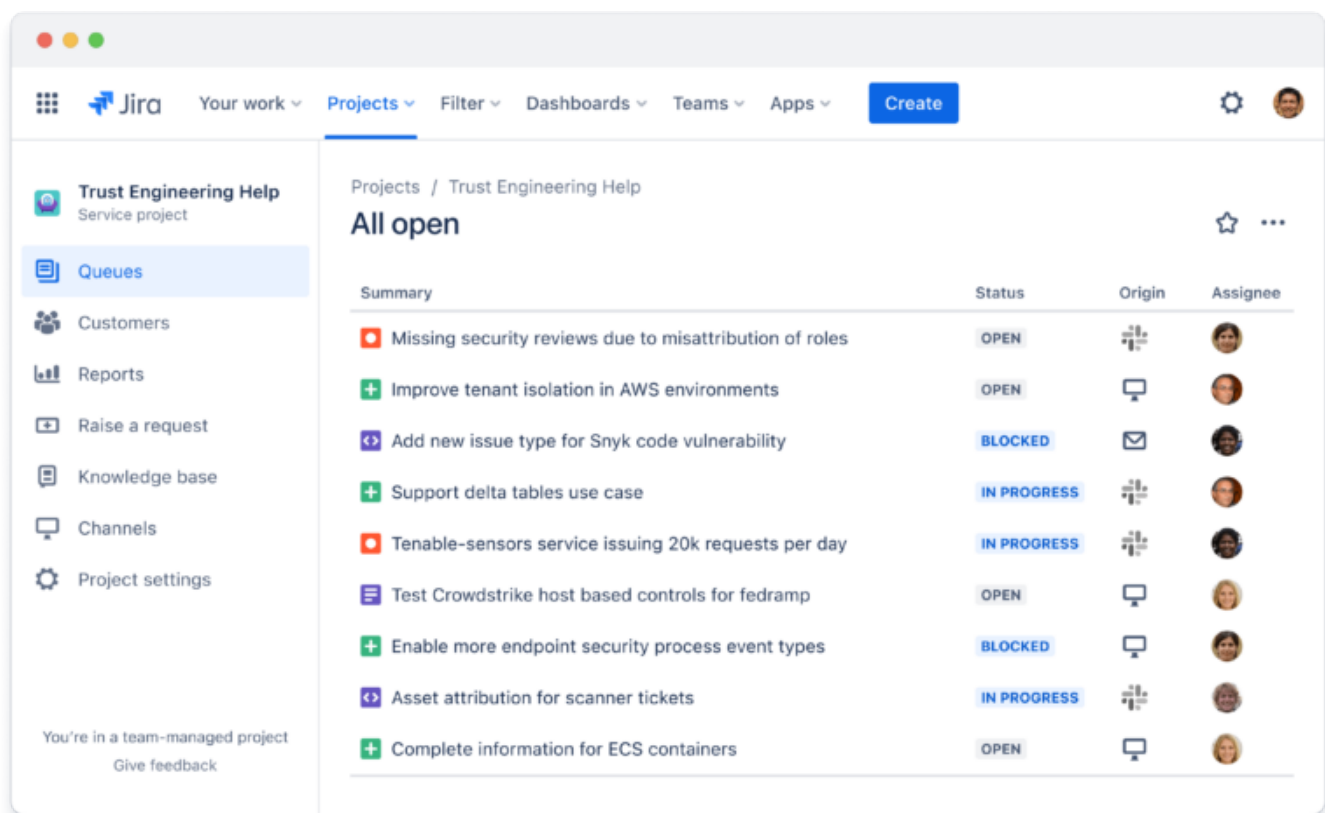 Jira Your work Projects Filter Dashboards Teams Apps Create
Trust Engineering Help
Service project
Queues
Customers
Reports
Raise a request
Knowledge base
Channels
Project settings
You're in a team-managed project
Give feedback
Projects / Trust Engineering Help
All open
Summary Status Origin Assignee
Missing security reviews due to misattribution of roles OPEN
Improve tenant isolation in AWS environments OPEN
Add new issue type for Snyk code vulnerability BLOCKED
Support delta tables use case IN PROGRESS
Tenable-sensors service issuing 20k requests per day IN PROGRESS
Test Crowdstrike host based controls for fedramp OPEN
Enable more endpoint security process event types BLOCKED
Asset attribution for scanner tickets IN PROGRESS
Complete information for ECS containers OPEN